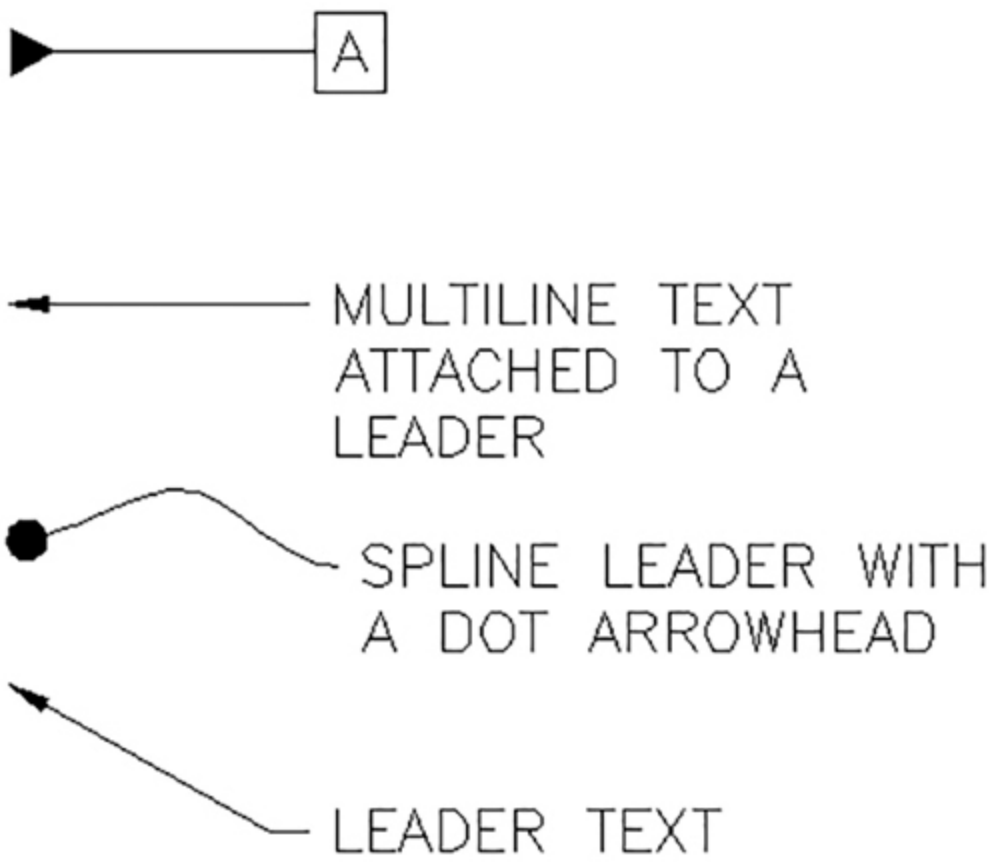 A
MULTILINE TEXT
ATTACHED TO A
LEADER
SPLINE LEADER WITH
A DOT ARROWHEAD
LEADER TEXT